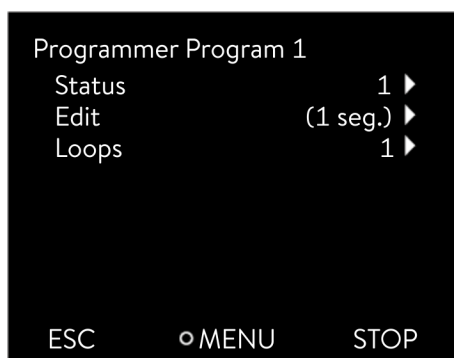 Programmer Program 1
Status 1
Edit (1 seg.)
Loops 1
ESC MENU STOP